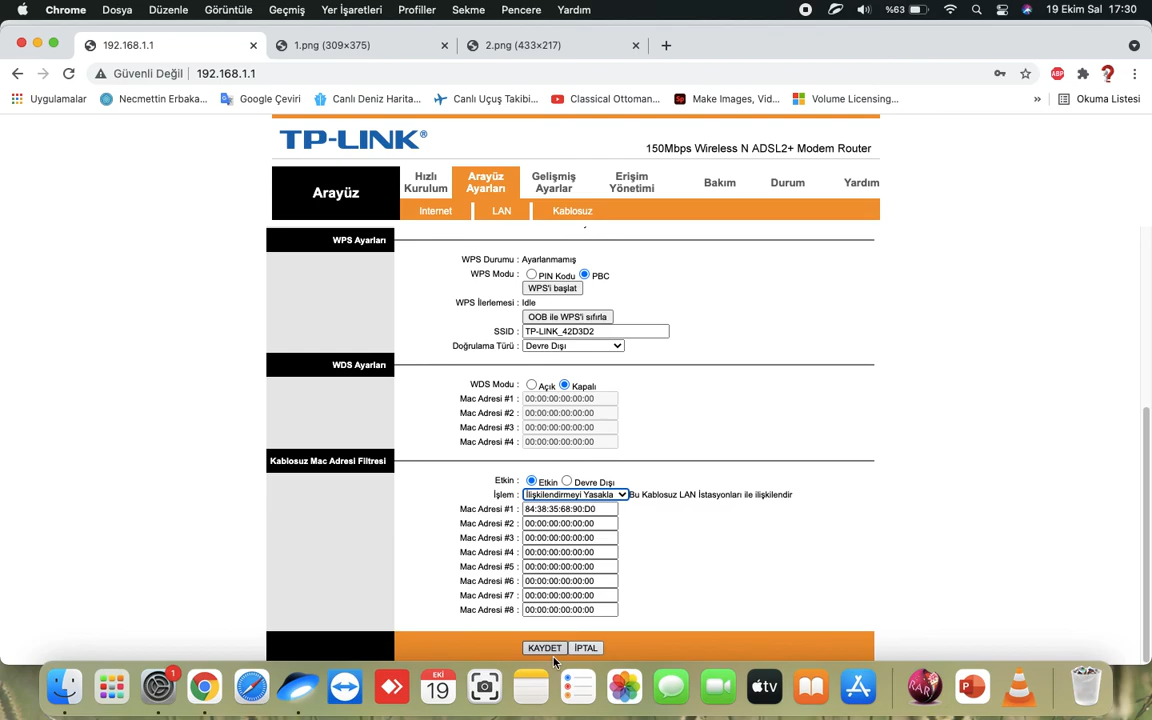 Chrome Dosya Düzenle Görüntüle Geçmiş Yer İşaretleri Profiller Sekme Pencere Yardım %63 19 Ekim Sal 17:30
192.168.1.1 1.png (309×375) 2.png (433×217)
Güvenli Değil 192.168.1.1 ABP
Uygulamalar Necmettin Erbaka... Google Çeviri Canlı Deniz Harita... Canlı Uçuş Takibi... Classical Ottoman... Make Images, Vid... Volume Licensing... » Okuma Listesi
TP-LINK®
150Mbps Wireless N ADSL2+ Modem Router
Arayüz
Hızlı Kurulum Arayüz Ayarları Gelişmiş Ayarlar Erişim Yönetimi Bakım Durum Yardım
Internet LAN Kablosuz
WPS Ayarları
WPS Durumu : Ayarlanmamış
WPS Modu : PIN Kodu PBC
WPS'i başlat
WPS İlerlemesi : Idle
OOB ile WPS'i sıfırla
SSID : TP-LINK_42D3D2
Doğrulama Türü : Devre Dışı
WDS Ayarları
WDS Modu : Açık Kapalı
Mac Adresi #1 : 00:00:00:00:00:00
Mac Adresi #2 : 00:00:00:00:00:00
Mac Adresi #3 : 00:00:00:00:00:00
Mac Adresi #4 : 00:00:00:00:00:00
Kablosuz Mac Adresi Filtresi
Etkin : Etkin Devre Dışı
İşlem : İlişkilendirmeyi Yasakla Bu Kablosuz LAN İstasyonları ile ilişkilendir
Mac Adresi #1 : 84:38:35:68:90:D0
Mac Adresi #2 : 00:00:00:00:00:00
Mac Adresi #3 : 00:00:00:00:00:00
Mac Adresi #4 : 00:00:00:00:00:00
Mac Adresi #5 : 00:00:00:00:00:00
Mac Adresi #6 : 00:00:00:00:00:00
Mac Adresi #7 : 00:00:00:00:00:00
Mac Adresi #8 : 00:00:00:00:00:00
KAYDET İPTAL
1 EKİ 19 tv RAR P